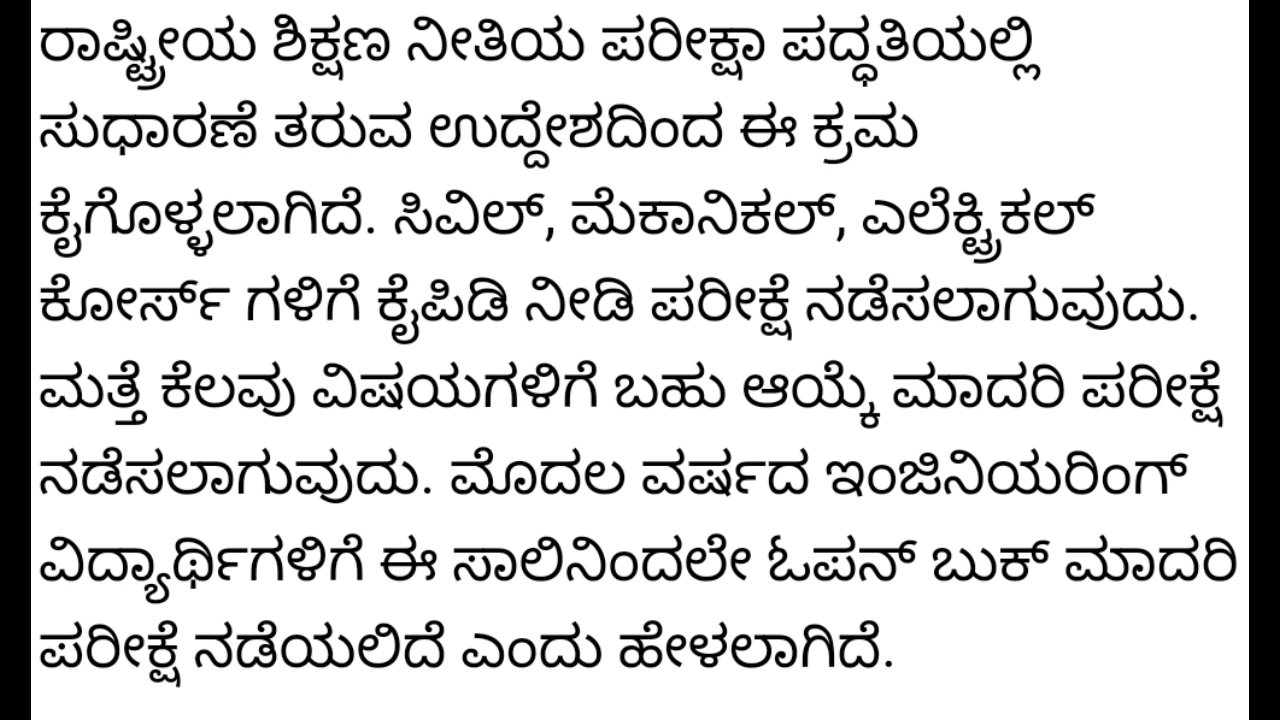 ರಾಷ್ಟ್ರೀಯ ಶಿಕ್ಷಣ ನೀತಿಯ ಪರೀಕ್ಷಾ ಪದ್ಧತಿಯಲ್ಲಿ
ಸುಧಾರಣೆ ತರುವ ಉದ್ದೇಶದಿಂದ ಈ ಕ್ರಮ
ಕೈಗೊಳ್ಳಲಾಗಿದೆ. ಸಿವಿಲ್, ಮೆಕಾನಿಕಲ್, ಎಲೆಕ್ಟ್ರಿಕಲ್
ಕೋರ್ಸ್ ಗಳಿಗೆ ಕೈಪಿಡಿ ನೀಡಿ ಪರೀಕ್ಷೆ ನಡೆಸಲಾಗುವುದು.
ಮತ್ತೆ ಕೆಲವು ವಿಷಯಗಳಿಗೆ ಬಹು ಆಯ್ಕೆ ಮಾದರಿ ಪರೀಕ್ಷೆ
ನಡೆಸಲಾಗುವುದು. ಮೊದಲ ವರ್ಷದ ಇಂಜಿನಿಯರಿಂಗ್
ವಿದ್ಯಾರ್ಥಿಗಳಿಗೆ ಈ ಸಾಲಿನಿಂದಲೇ ಓಪನ್ ಬುಕ್ ಮಾದರಿ
ಪರೀಕ್ಷೆ ನಡೆಯಲಿದೆ ಎಂದು ಹೇಳಲಾಗಿದೆ.